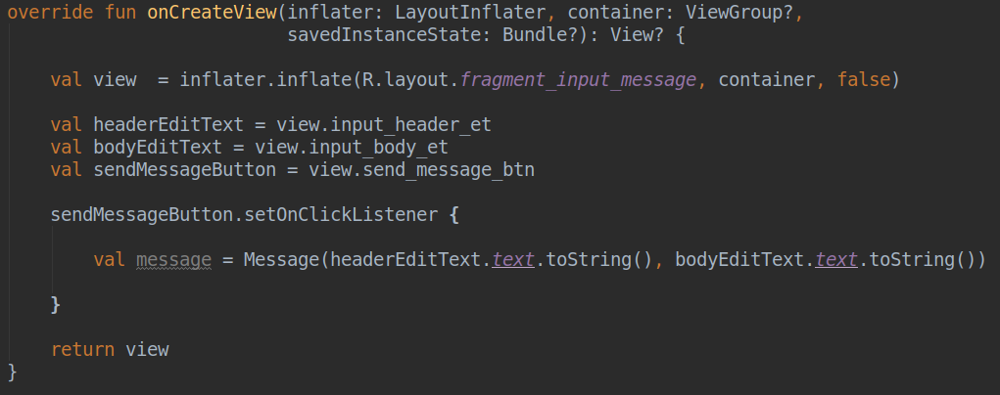 override fun onCreateView(inflater: LayoutInflater, container: ViewGroup?,
                          savedInstanceState: Bundle?): View? {
    val view  = inflater.inflate(R.layout.fragment_input_message, container, false)
    val headerEditText = view.input_header_et
    val bodyEditText = view.input_body_et
    val sendMessageButton = view.send_message_btn
    sendMessageButton.setOnClickListener {
        val message = Message(headerEditText.text.toString(), bodyEditText.text.toString())
    }
    return view
}